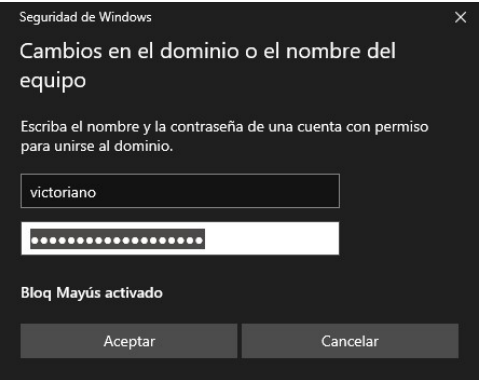 Seguridad de Windows
Cambios en el dominio o el nombre del
equipo
Escriba el nombre y la contraseña de una cuenta con permiso
para unirse al dominio.
victoriano
●●●●●●●●●●●●●●●●●●●
Bloq Mayús activado
Aceptar
Cancelar